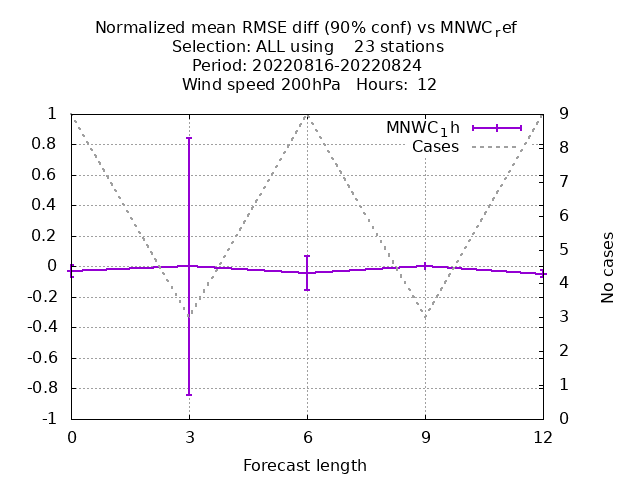 Normalized mean RMSE diff (90% conf) vs MNWCref
Selection: ALL using    23 stations
Period: 20220816-20220824
Wind speed 200hPa   Hours:  12
MNWC1h
Cases
1
0.8
0.6
0.4
0.2
0
-0.2
-0.4
-0.6
-0.8
-1
9
8
7
6
5
4
3
2
1
0
No cases
0 3 6 9 12
Forecast length